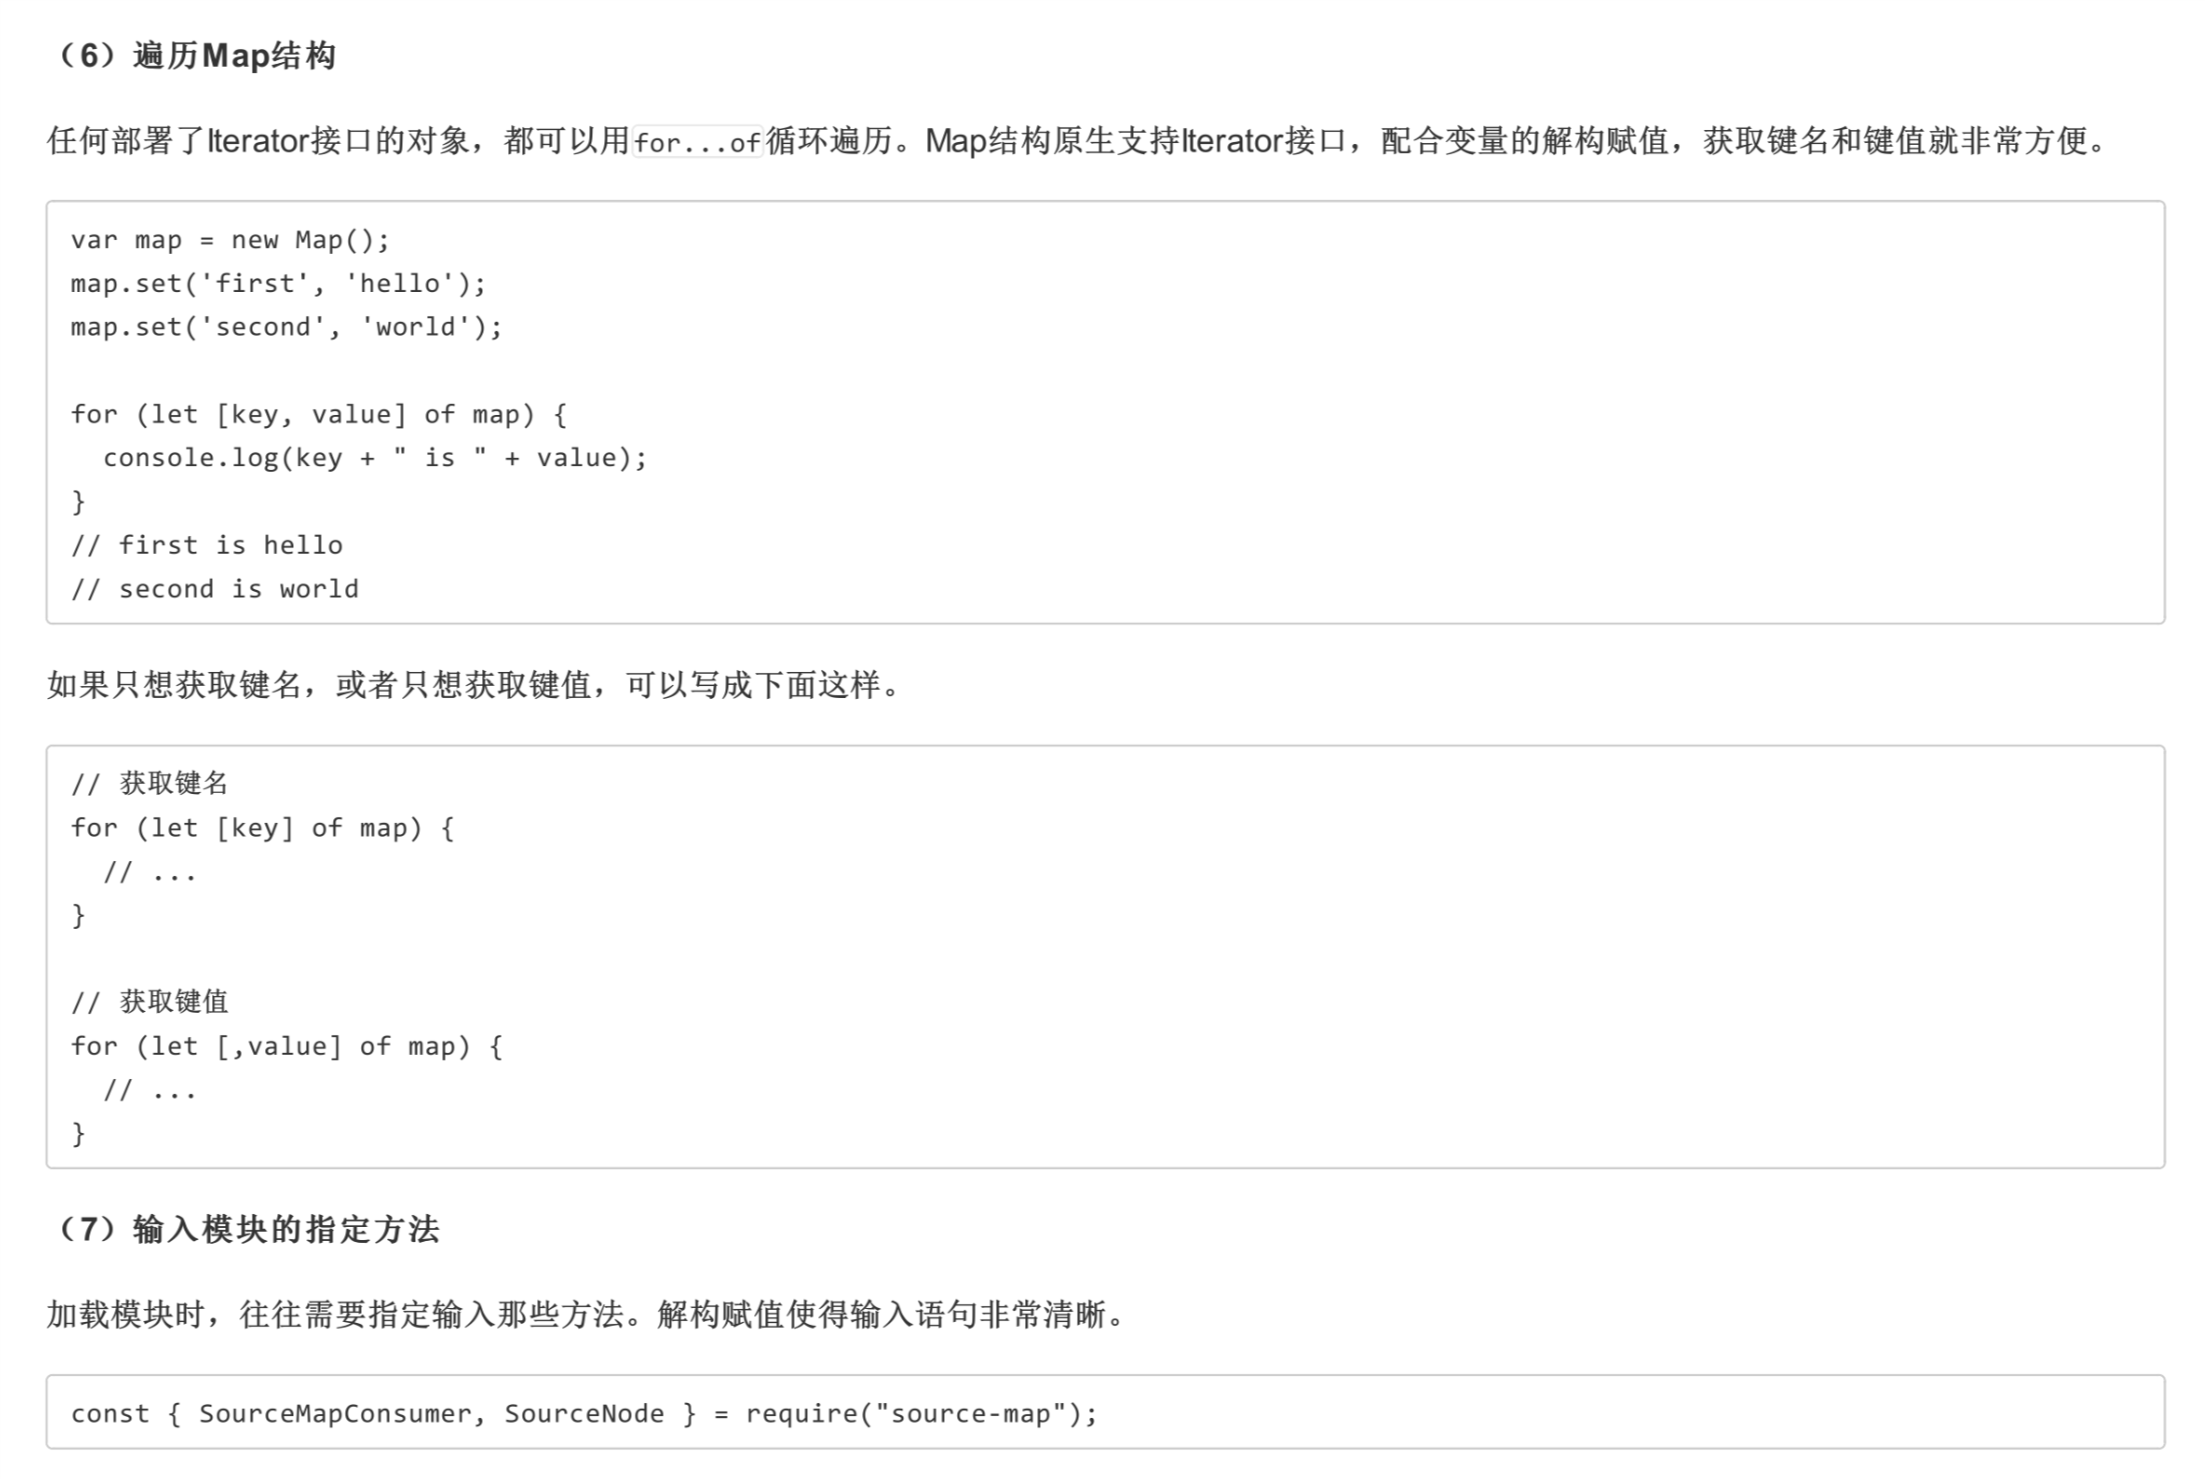 （6）遍历Map结构
任何部署了Iterator接口的对象，都可以用for...of循环遍历。Map结构原生支持Iterator接口，配合变量的解构赋值，获取键名和键值就非常方便。
var map = new Map();
map.set('first', 'hello');
map.set('second', 'world');
for (let [key, value] of map) {
  console.log(key + " is " + value);
}
// first is hello
// second is world
如果只想获取键名，或者只想获取键值，可以写成下面这样。
// 获取键名
for (let [key] of map) {
  // ...
}
// 获取键值
for (let [,value] of map) {
  // ...
}
（7）输入模块的指定方法
加载模块时，往往需要指定输入那些方法。解构赋值使得输入语句非常清晰。
const { SourceMapConsumer, SourceNode } = require("source-map");